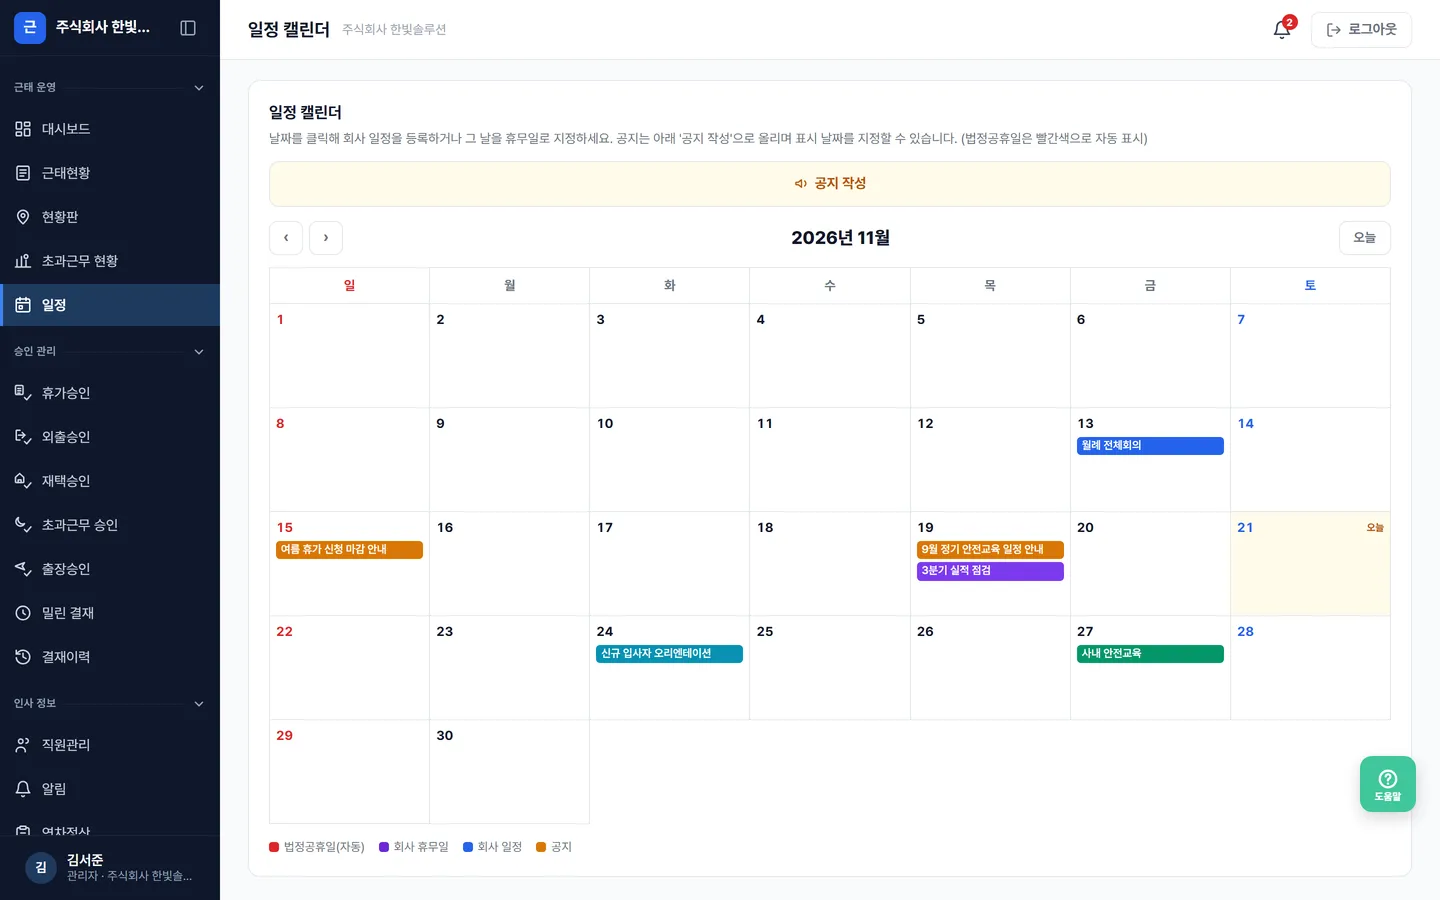 근 주식회사 한빛...
근태 운영
대시보드
근태현황
현황판
초과근무 현황
일정
승인 관리
휴가승인
외출승인
재택승인
초과근무 승인
출장승인
밀린 결재
결재이력
인사 정보
직원관리
알림
연차정산
김 김서준
관리자 · 주식회사 한빛솔...
일정 캘린더 주식회사 한빛솔루션
2
로그아웃
일정 캘린더
날짜를 클릭해 회사 일정을 등록하거나 그 날을 휴무일로 지정하세요. 공지는 아래 '공지 작성'으로 올리며 표시 날짜를 지정할 수 있습니다. (법정공휴일은 빨간색으로 자동 표시)
공지 작성
‹ › 2026년 11월 오늘
일 월 화 수 목 금 토
1 2 3 4 5 6 7
8 9 10 11 12 13 14
월례 전체회의
15 16 17 18 19 20 21 오늘
여름 휴가 신청 마감 안내 9월 정기 안전교육 일정 안내
3분기 실적 점검
22 23 24 25 26 27 28
신규 입사자 오리엔테이션 사내 안전교육
29 30
법정공휴일(자동) 회사 휴무일 회사 일정 공지
도움말